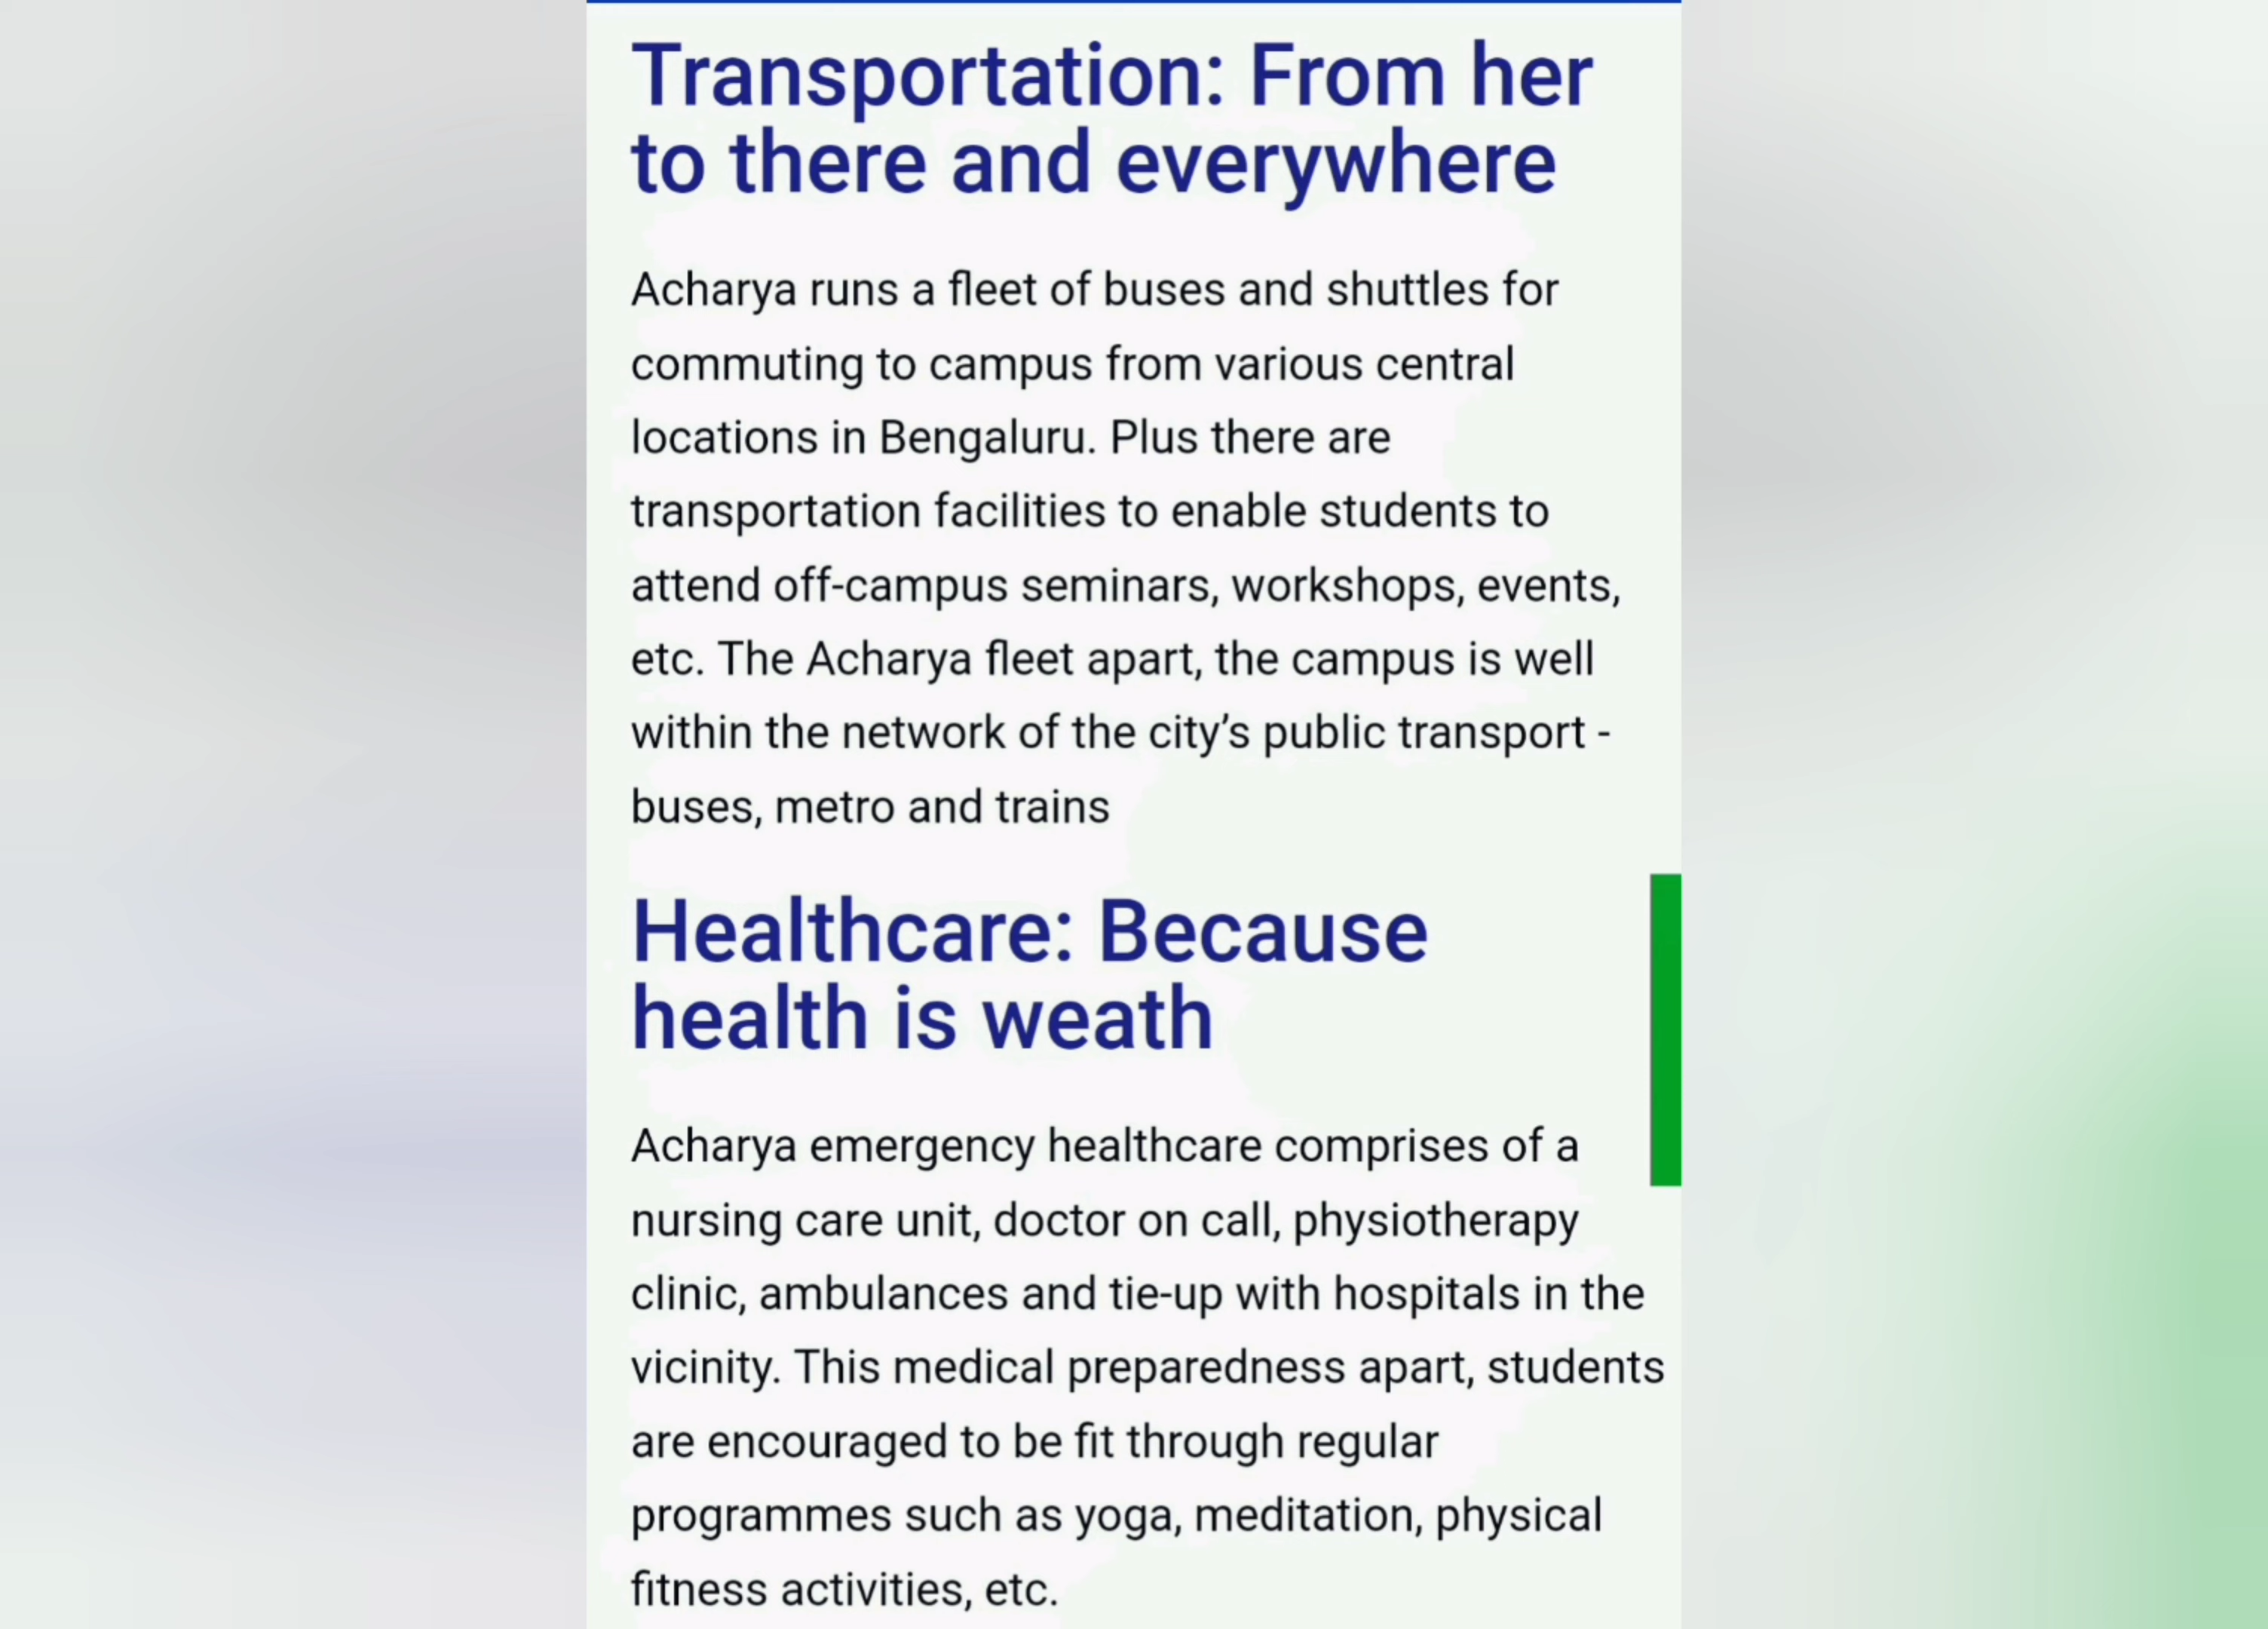 Transportation: From her
to there and everywhere
Acharya runs a fleet of buses and shuttles for
commuting to campus from various central
locations in Bengaluru. Plus there are
transportation facilities to enable students to
attend off-campus seminars, workshops, events,
etc. The Acharya fleet apart, the campus is well
within the network of the city’s public transport -
buses, metro and trains
Healthcare: Because
health is weath
Acharya emergency healthcare comprises of a
nursing care unit, doctor on call, physiotherapy
clinic, ambulances and tie-up with hospitals in the
vicinity. This medical preparedness apart, students
are encouraged to be fit through regular
programmes such as yoga, meditation, physical
fitness activities, etc.